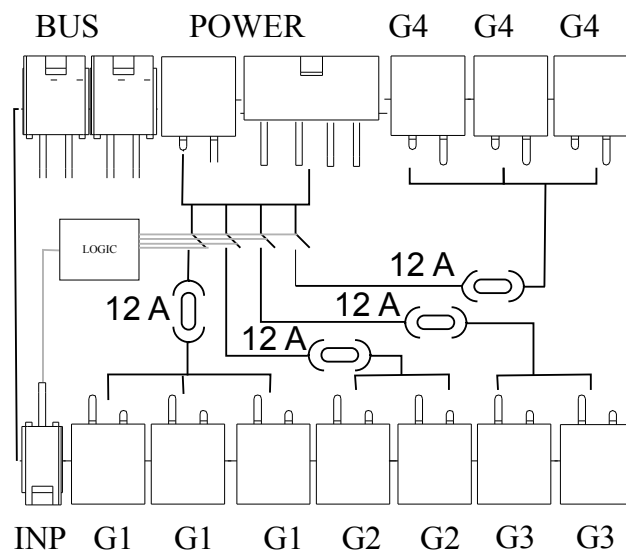 BUS POWER G4 G4 G4
LOGIC
12 A
12 A
12 A
12 A
INP G1 G1 G1 G2 G2 G3 G3